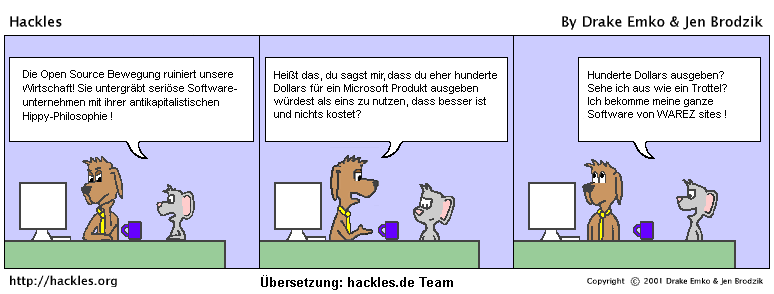 Hackles
By Drake Emko & Jen Brodzik
Die Open Source Bewegung ruiniert unsere
Wirtschaft! Sie untergräbt seriöse Software-
unternehmen mit ihrer antikapitalistischen
Hippy-Philosophie !
Heißt das, du sagst mir, dass du eher hunderte
Dollars für ein Microsoft Produkt ausgeben
würdest als eins zu nutzen, dass besser ist
und nichts kostet?
Hunderte Dollars ausgeben?
Sehe ich aus wie ein Trottel?
Ich bekomme meine ganze
Software von WAREZ sites !
http://hackles.org
Übersetzung: hackles.de Team
Copyright © 2001 Drake Emko & Jen Brodzik